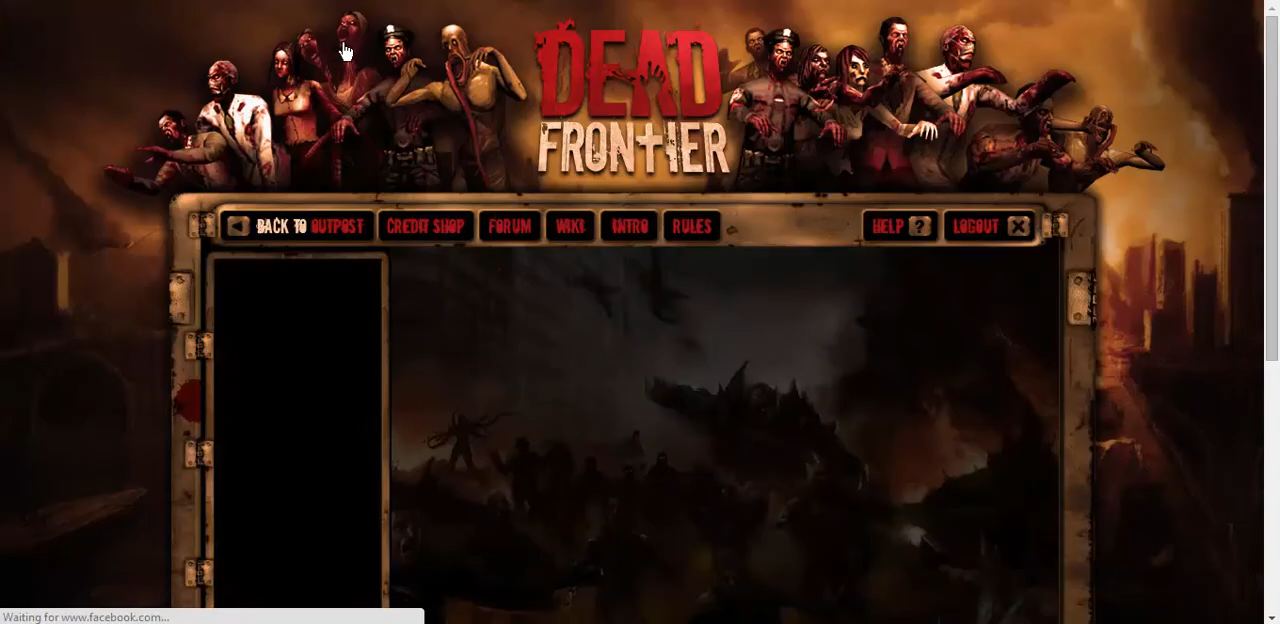 DEAD
FRONTIER
BACK TO OUTPOST
CREDIT SHOP
FORUM
WIKI
INTRO
RULES
HELP ?
LOGOUT X
Waiting for www.facebook.com...